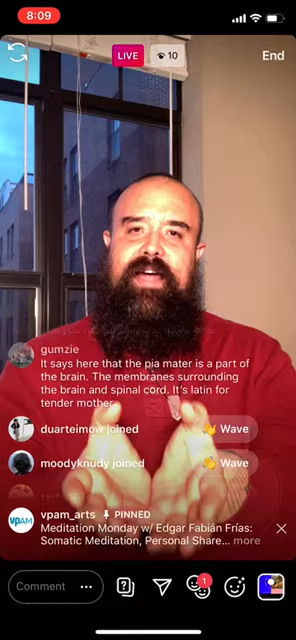 8:09
LIVE
10
End
gumzie
It says here that the pia mater is a part
of the brain. The membranes surrounding
the brain and spinal cord. It's latin for
tender mother.
duarteimow joined
Wave
moodyknudy joined
Wave
vpam
vpam_arts PINNED
Meditation Monday w/ Edgar Fabián Frías:
Somatic Meditation, Personal Share... more
Comment
1